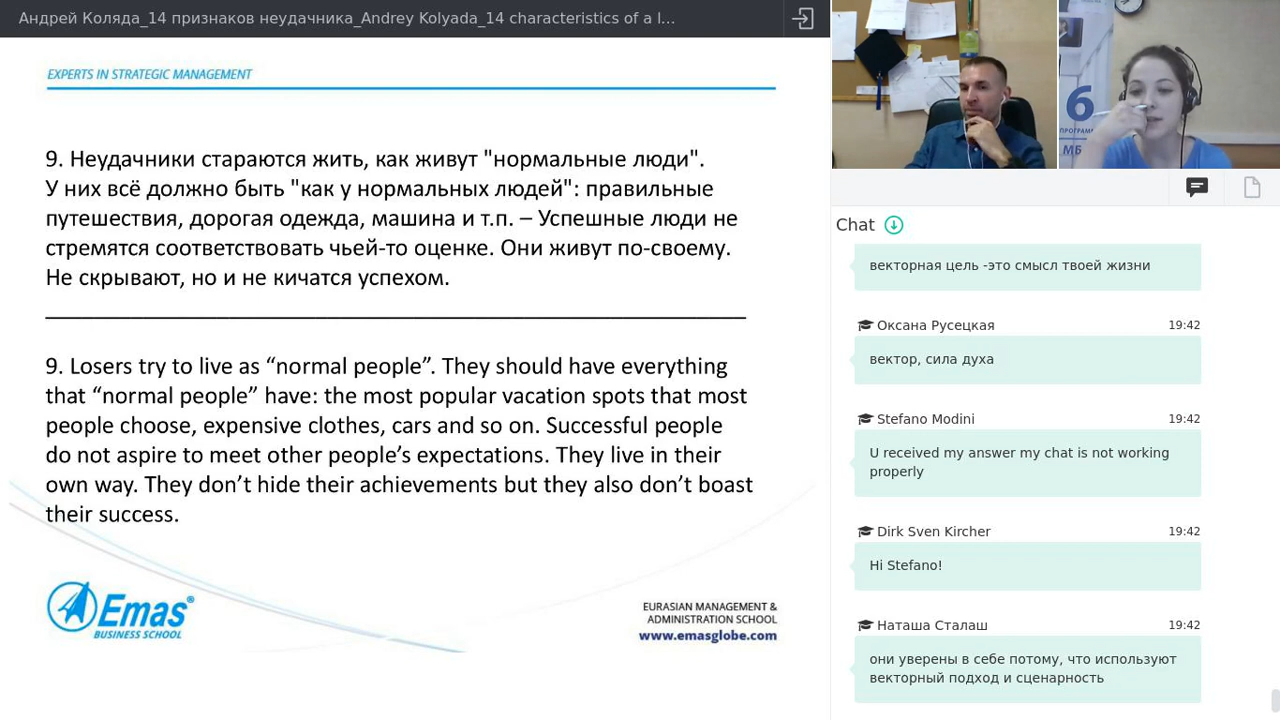 Андрей Коляда_14 признаков неудачника_Andrey Kolyada_14 characteristics of a l...
EXPERTS IN STRATEGIC MANAGEMENT
9. Неудачники стараются жить, как живут "нормальные люди".
У них всё должно быть "как у нормальных людей": правильные
путешествия, дорогая одежда, машина и т.п. – Успешные люди не
стремятся соответствовать чьей-то оценке. Они живут по-своему.
Не скрывают, но и не кичатся успехом.
9. Losers try to live as “normal people”. They should have everything
that “normal people” have: the most popular vacation spots that most
people choose, expensive clothes, cars and so on. Successful people
do not aspire to meet other people’s expectations. They live in their
own way. They don’t hide their achievements but they also don’t boast
their success.
Emas®
BUSINESS SCHOOL
EURASIAN MANAGEMENT &
ADMINISTRATION SCHOOL
www.emasglobe.com
6
ПРОГРАММ
МБ
Chat
векторная цель -это смысл твоей жизни
Оксана Русецкая 19:42
вектор, сила духа
Stefano Modini 19:42
U received my answer my chat is not working
properly
Dirk Sven Kircher 19:42
Hi Stefano!
Наташа Сталаш 19:42
они уверены в себе потому, что используют
векторный подход и сценарность